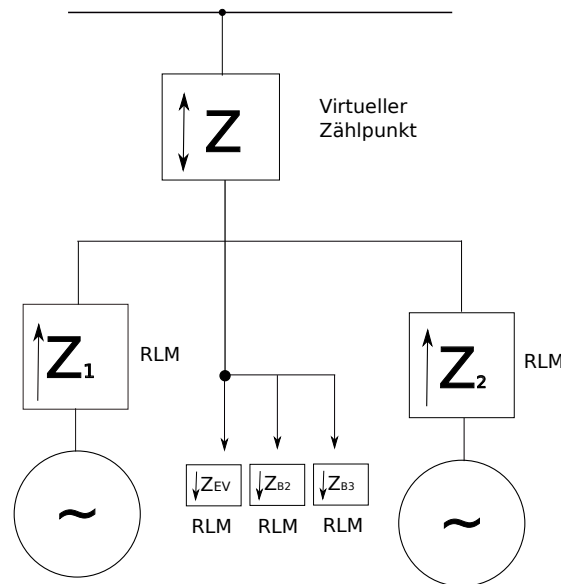 Z
Virtueller
Zählpunkt
Z1
RLM
Z2
RLM
ZEV
ZB2
ZB3
RLM
RLM
RLM
~
~